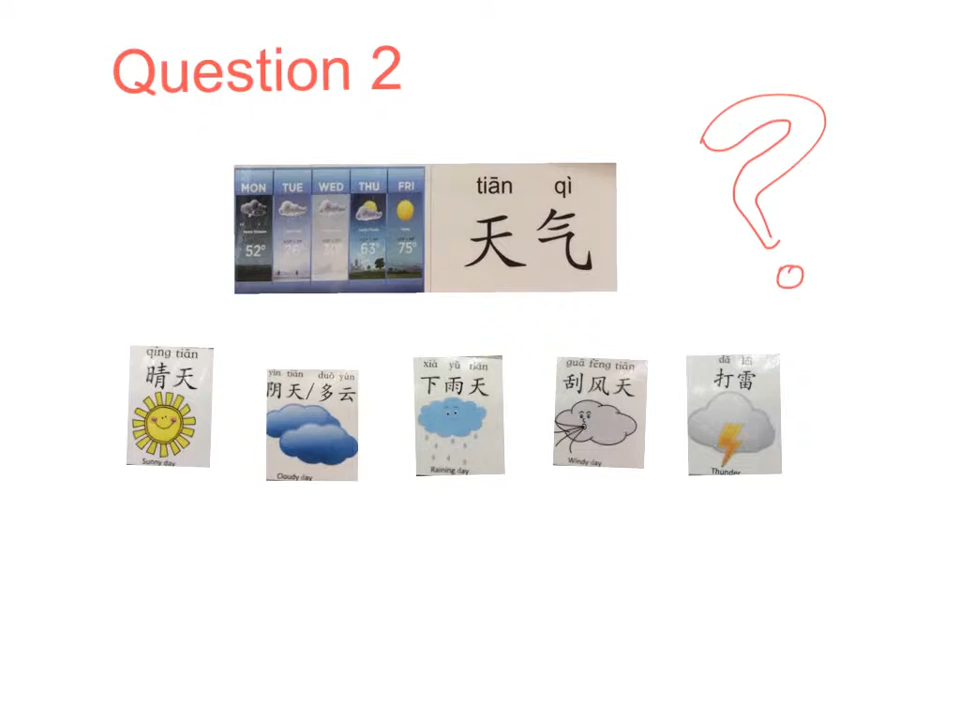 Question 2
MON TUE WED THU FRI
52° 63° 75°
tiān qì
天气
qíng tiān
晴天
Sunny day
yīn tiān duō yún
阴天/多云
Cloudy day
xià yǔ tiān
下雨天
Raining day
guā fēng tiān
刮风天
Windy day
dǎ léi
打雷
Thunder
?